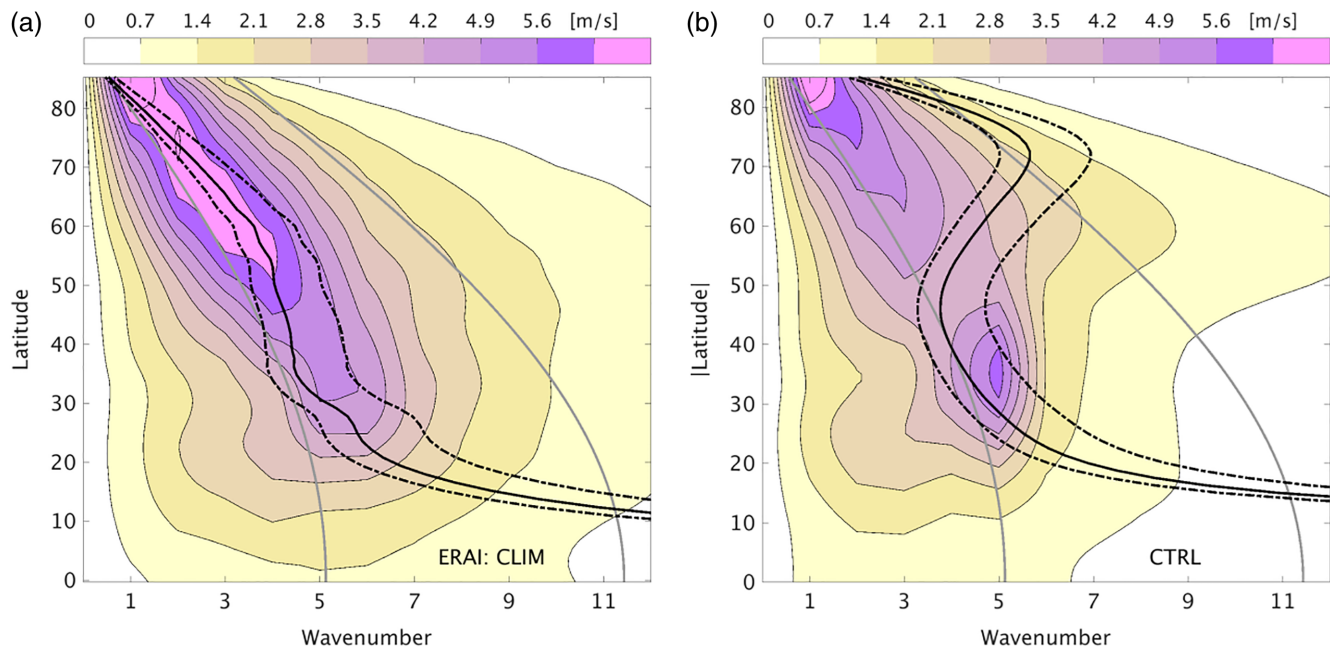 (a) 0 0.7 1.4 2.1 2.8 3.5 4.2 4.9 5.6 [m/s]
80
70
60
50
40
30
20
10
0
Latitude
ERAI: CLIM
1 3 5 7 9 11
Wavenumber
(b) 0 0.7 1.4 2.1 2.8 3.5 4.2 4.9 5.6 [m/s]
80
70
60
50
40
30
20
10
0
|Latitude|
CTRL
1 3 5 7 9 11
Wavenumber